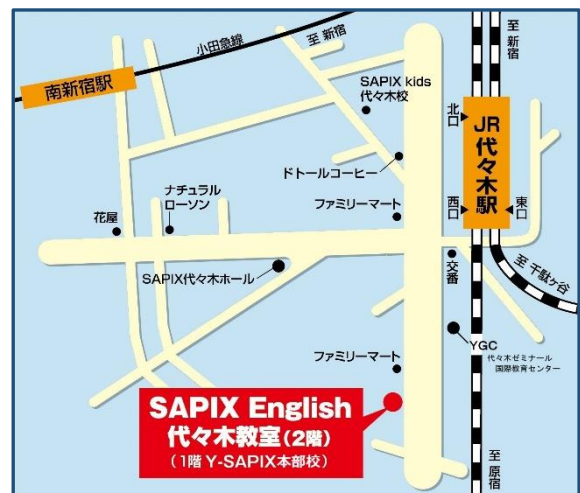 小田急線
至 新宿
至 新宿
南新宿駅
SAPIX kids
代々木校
北口
JR代々木駅
ドトールコーヒー
ナチュラル
ローソン
花屋
ファミリーマート
西口
東口
SAPIX代々木ホール
交番
至 千駄ヶ谷
YGC
代々木ゼミナール
国際教育センター
ファミリーマート
SAPIX English
代々木教室(2階)
(1階 Y-SAPIX本部校)
至 原宿